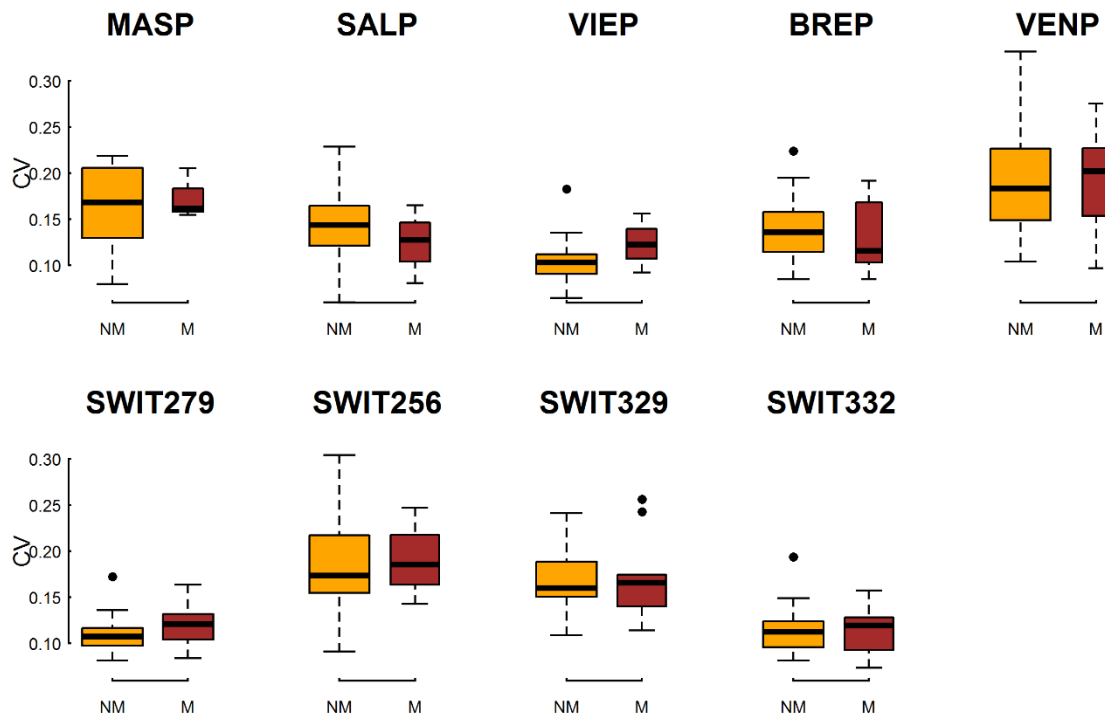 MASP SALP VIEP BREP VENP
0.30
0.25
0.20
0.15
0.10
CV
NM M NM M NM M NM M NM M
SWIT279 SWIT256 SWIT329 SWIT332
0.30
0.25
0.20
0.15
0.10
CV
NM M NM M NM M NM M